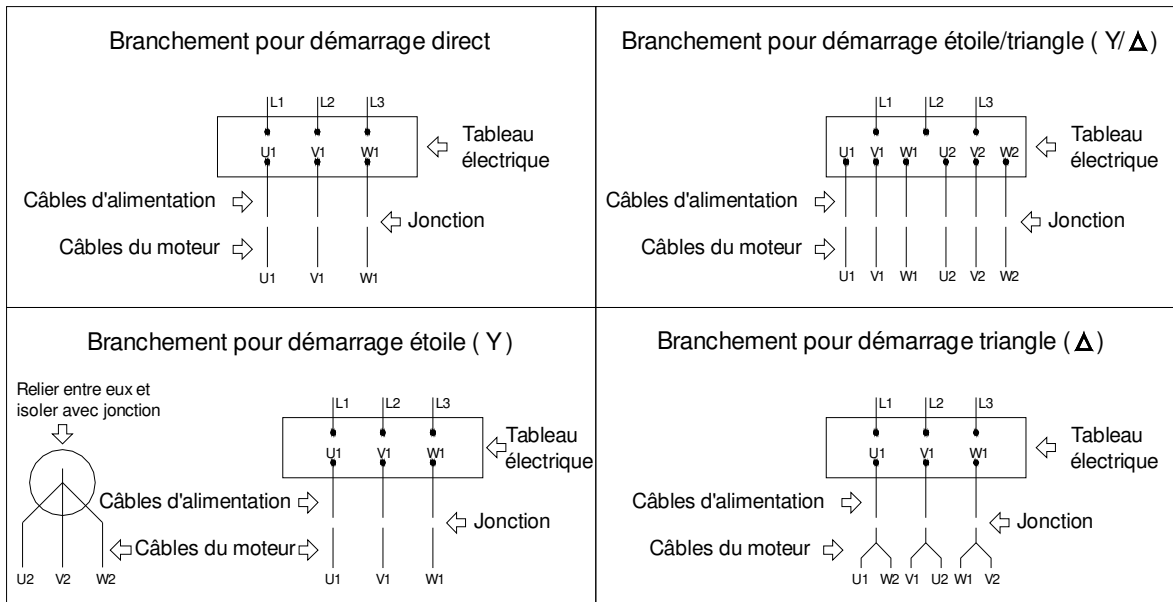 Branchement pour démarrage direct
L1 L2 L3
U1 V1 W1
Tableau
électrique
Câbles d'alimentation
Jonction
Câbles du moteur
U1 V1 W1
Branchement pour démarrage étoile/triangle ( Y/Δ)
L1 L2 L3
U1 V1 W1 U2 V2 W2
Tableau
électrique
Câbles d'alimentation
Jonction
Câbles du moteur
U1 V1 W1 U2 V2 W2
Branchement pour démarrage étoile ( Y )
Relier entre eux et
isoler avec jonction
L1 L2 L3
U1 V1 W1
Tableau
électrique
Câbles d'alimentation
Jonction
Câbles du moteur
U2 V2 W2
U1 V1 W1
Branchement pour démarrage triangle (Δ)
L1 L2 L3
U1 V1 W1
Tableau
électrique
Câbles d'alimentation
Jonction
Câbles du moteur
U1 W2 V1 U2 W1 V2